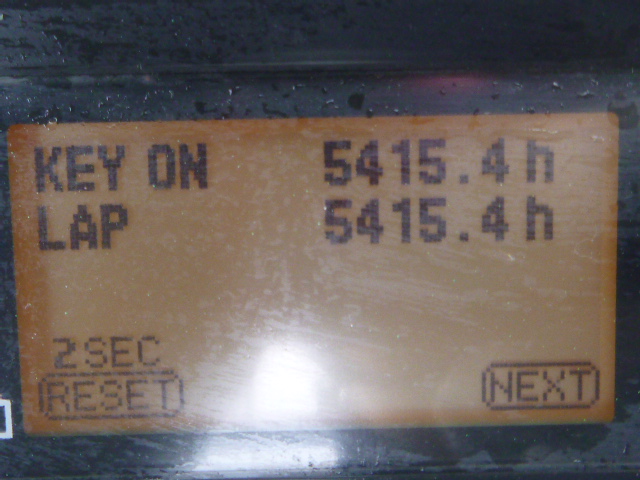 KEY ON 5415.4 h
LAP 5415.4 h
2 SEC
RESET NEXT